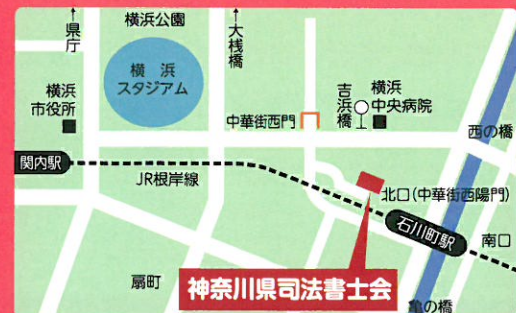 県庁
横浜公園
大桟橋
横浜
スタジアム
横浜
市役所
中華街西門
吉浜橋
横浜
中央病院
西の橋
関内駅
JR根岸線
北口(中華街西陽門)
石川町駅
南口
扇町
神奈川県司法書士会
亀の橋